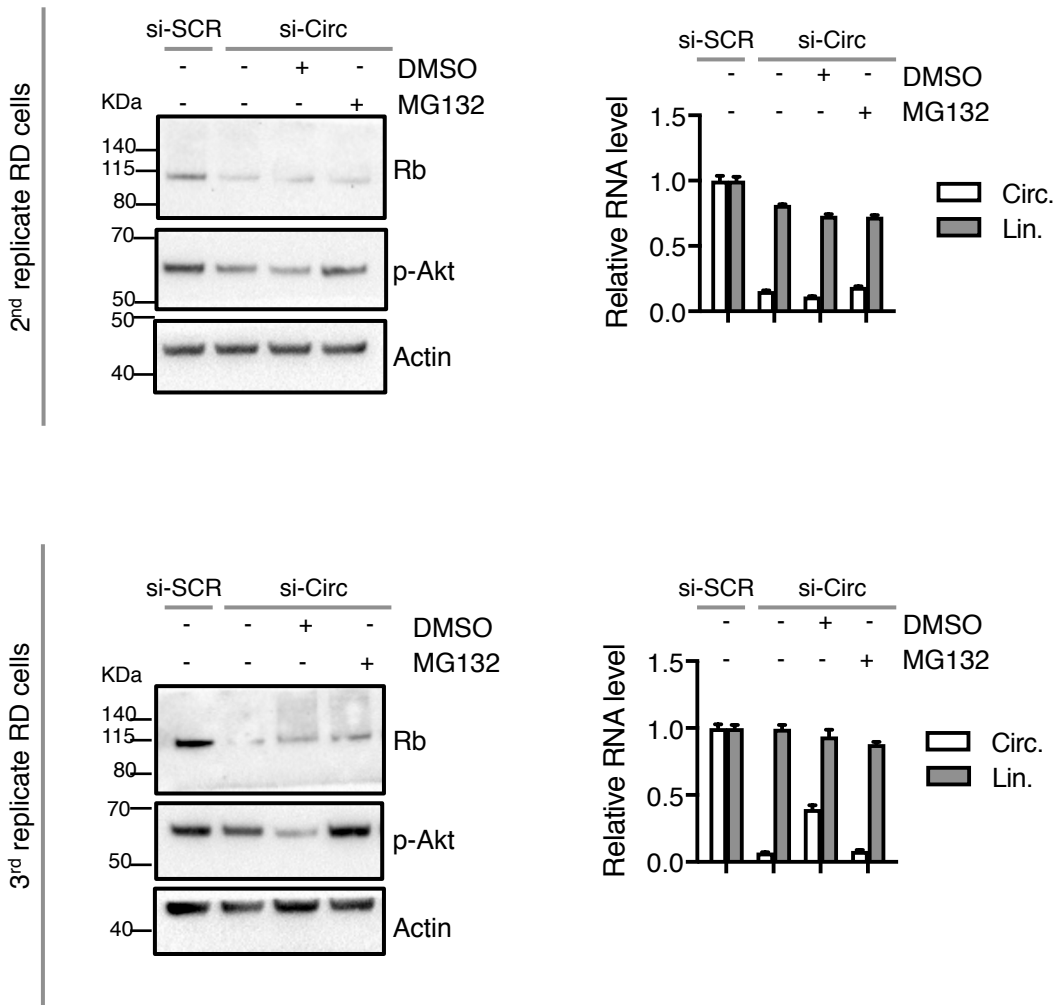 2nd replicate RD cells
si-SCR si-Circ
- - + - DMSO
KDa - - - + MG132
140
115
80
Rb
70
50
p-Akt
50
40
Actin
si-SCR si-Circ
- - + - DMSO
- - - + MG132
Relative RNA level
1.5
1.0
0.5
0.0
Circ.
Lin.
3rd replicate RD cells
si-SCR si-Circ
- - + - DMSO
- - - + MG132
KDa
140
115
80
Rb
70
50
p-Akt
40
Actin
si-SCR si-Circ
- - + - DMSO
- - - + MG132
Relative RNA level
1.5
1.0
0.5
0.0
Circ.
Lin.